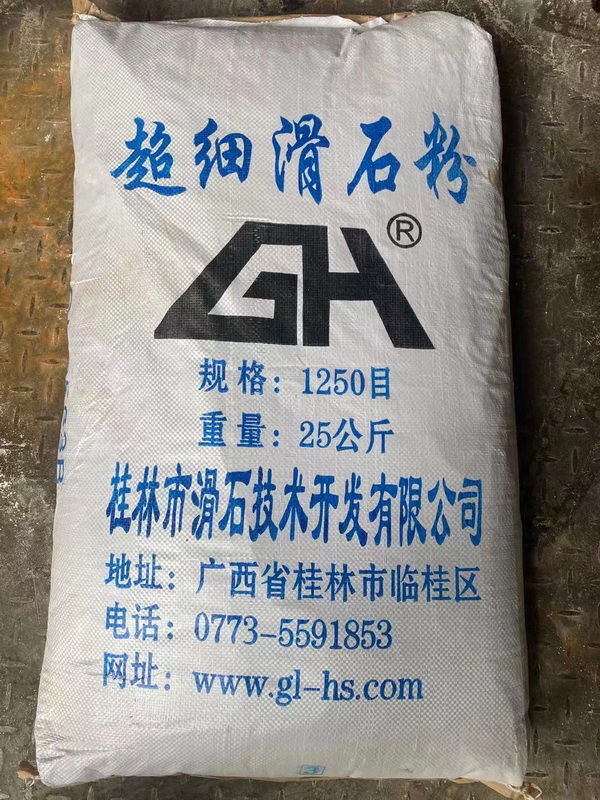 超细滑石粉
GH®
规格：1250目
重量：25公斤
桂林市滑石技术开发有限公司
地址：广西省桂林市临桂区
电话：0773-5591853
网址：www.gl-hs.com